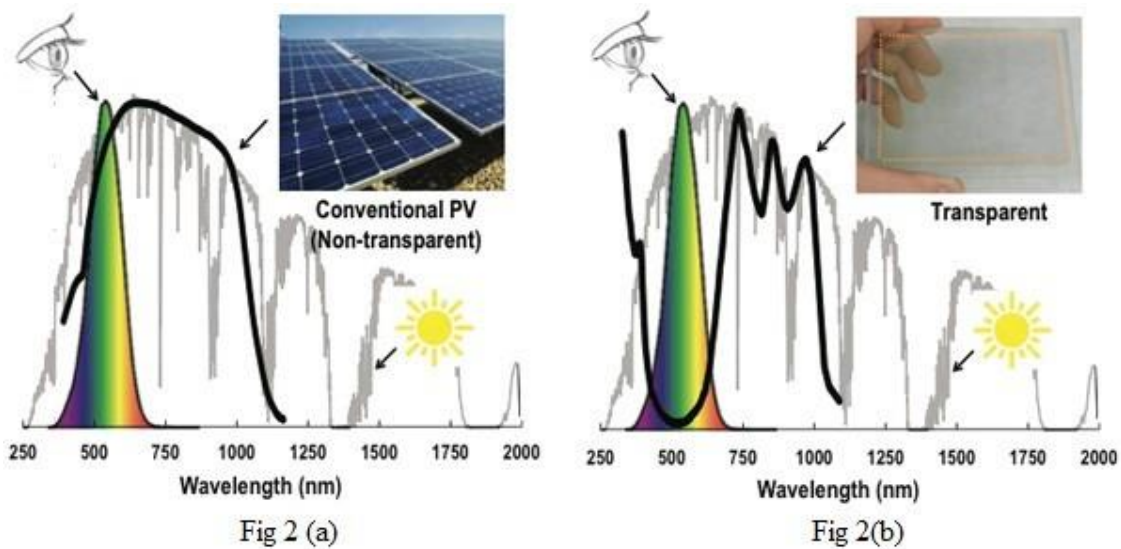 Conventional PV
(Non-transparent)
250 500 750 1000 1250 1500 1750 2000
Wavelength (nm)
Fig 2 (a)
Transparent
250 500 750 1000 1250 1500 1750 2000
Wavelength (nm)
Fig 2(b)